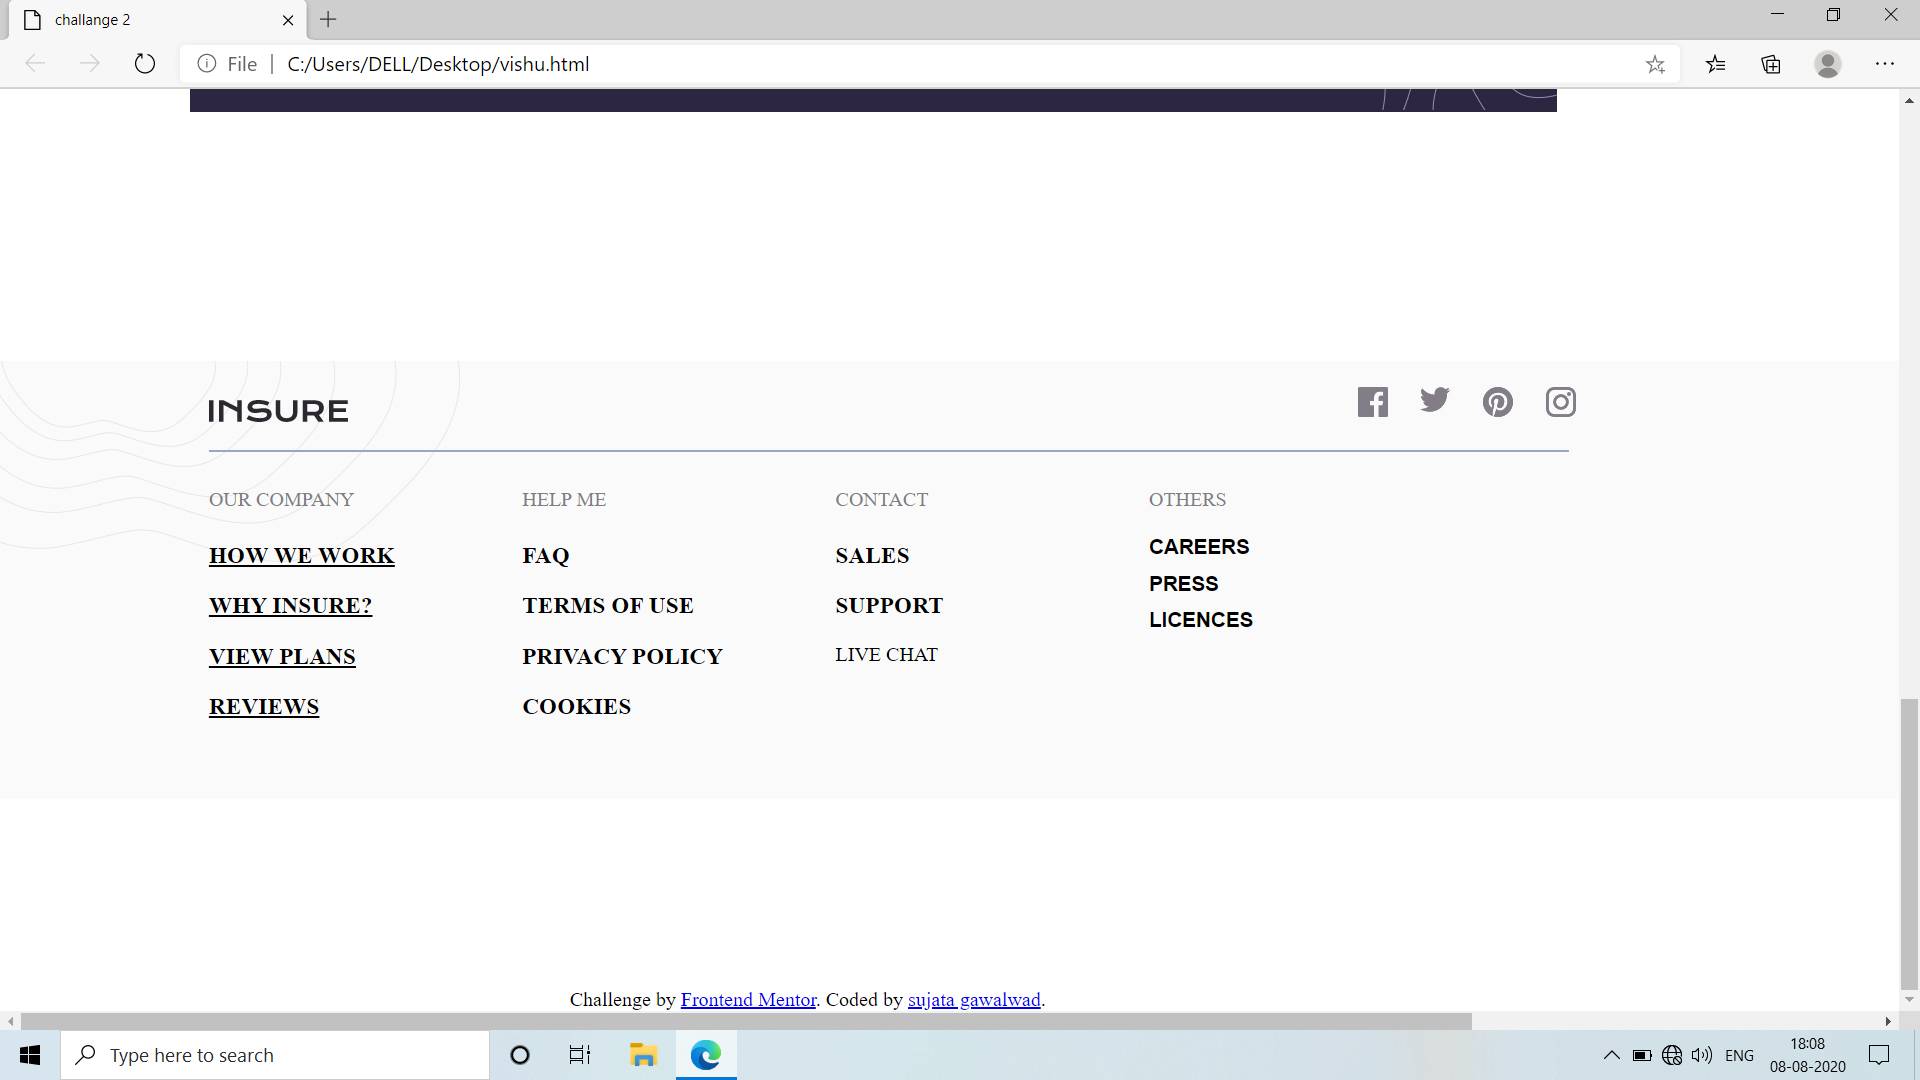 challange 2
File | C:/Users/DELL/Desktop/vishu.html
INSURE
OUR COMPANY
HOW WE WORK
WHY INSURE?
VIEW PLANS
REVIEWS
HELP ME
FAQ
TERMS OF USE
PRIVACY POLICY
COOKIES
CONTACT
SALES
SUPPORT
LIVE CHAT
OTHERS
CAREERS
PRESS
LICENCES
Challenge by Frontend Mentor. Coded by sujata gawalwad.
Type here to search
ENG
18:08
08-08-2020